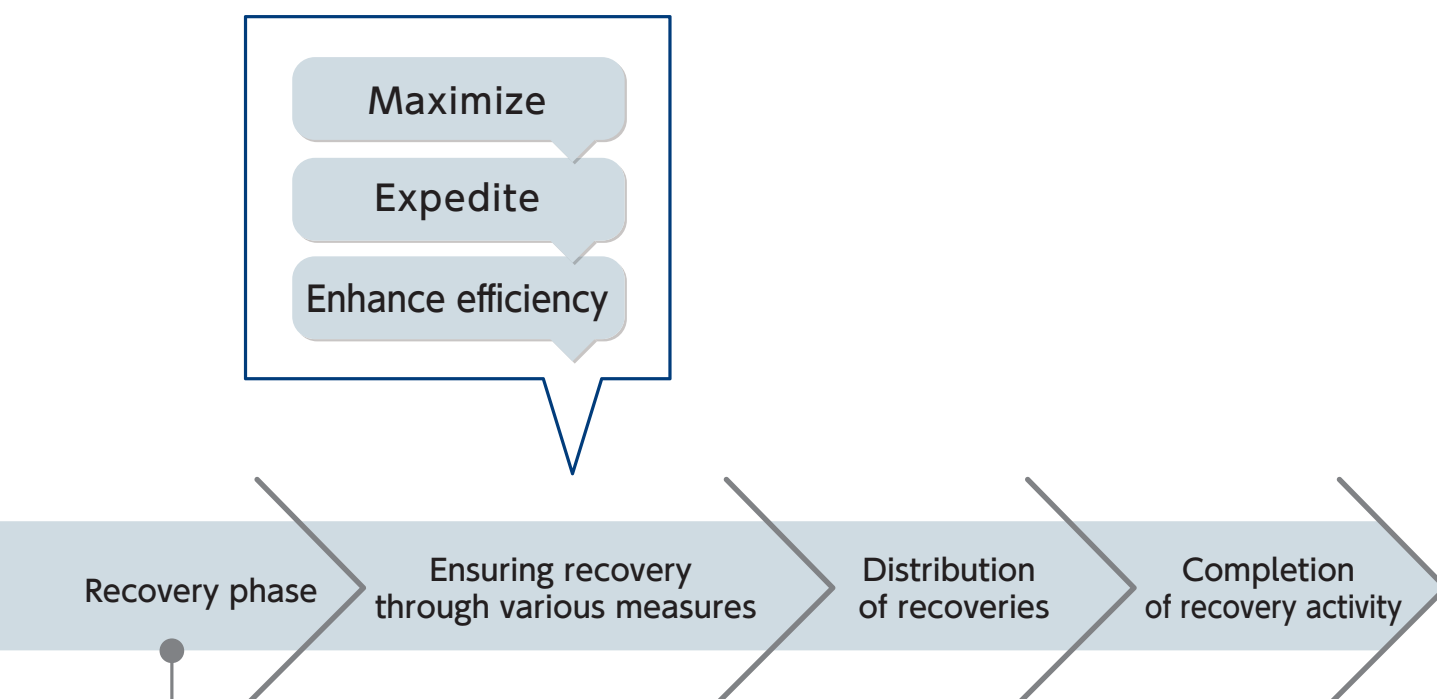 Maximize
Expedite
Enhance efficiency
Recovery phase
Ensuring recovery
through various measures
Distribution
of recoveries
Completion
of recovery activity